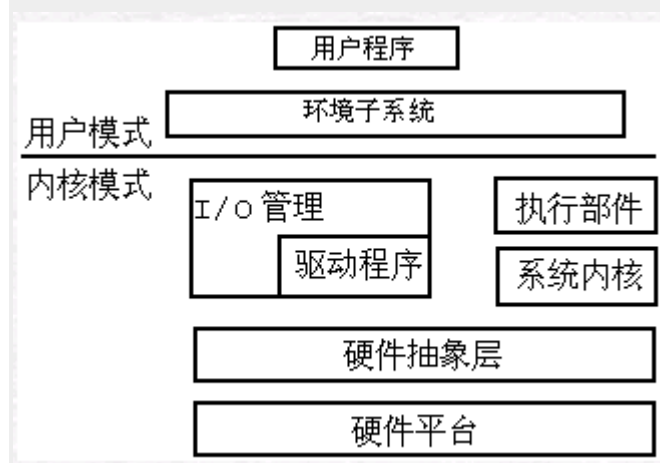 用户程序
环境子系统
用户模式
内核模式
I/O 管理
执行部件
驱动程序
系统内核
硬件抽象层
硬件平台